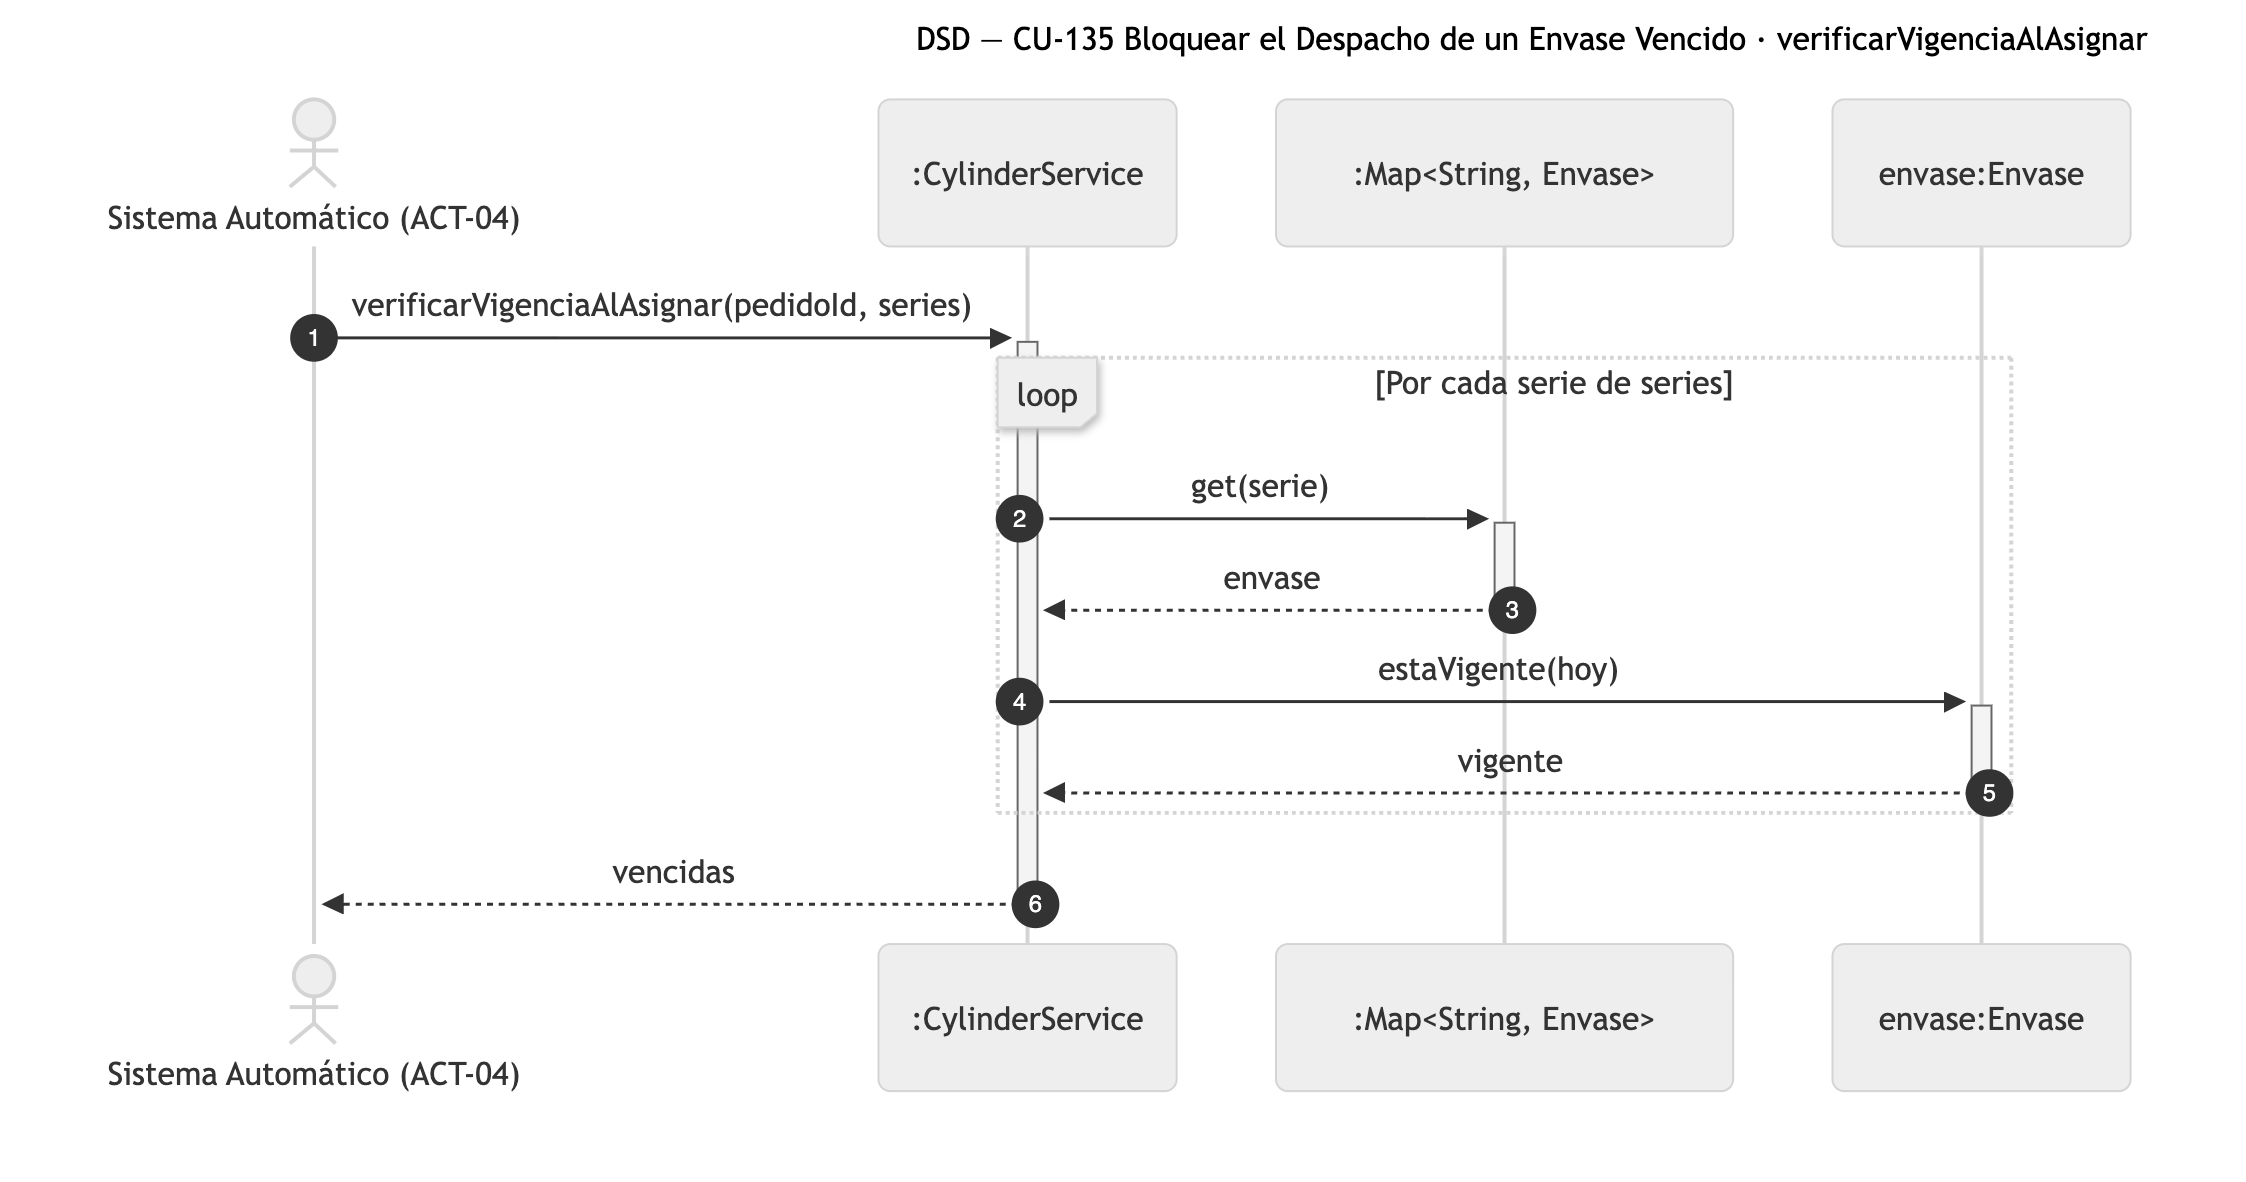 DSD — CU-135 Bloquear el Despacho de un Envase Vencido · verificarVigenciaAlAsignar
Sistema Automático (ACT-04)
:CylinderService
:Map<String, Envase>
envase:Envase
verificarVigenciaAlAsignar(pedidoId, series)
1
loop
[Por cada serie de series]
get(serie)
2
envase
3
estaVigente(hoy)
4
vigente
5
vencidas
6
Sistema Automático (ACT-04)
:CylinderService
:Map<String, Envase>
envase:Envase